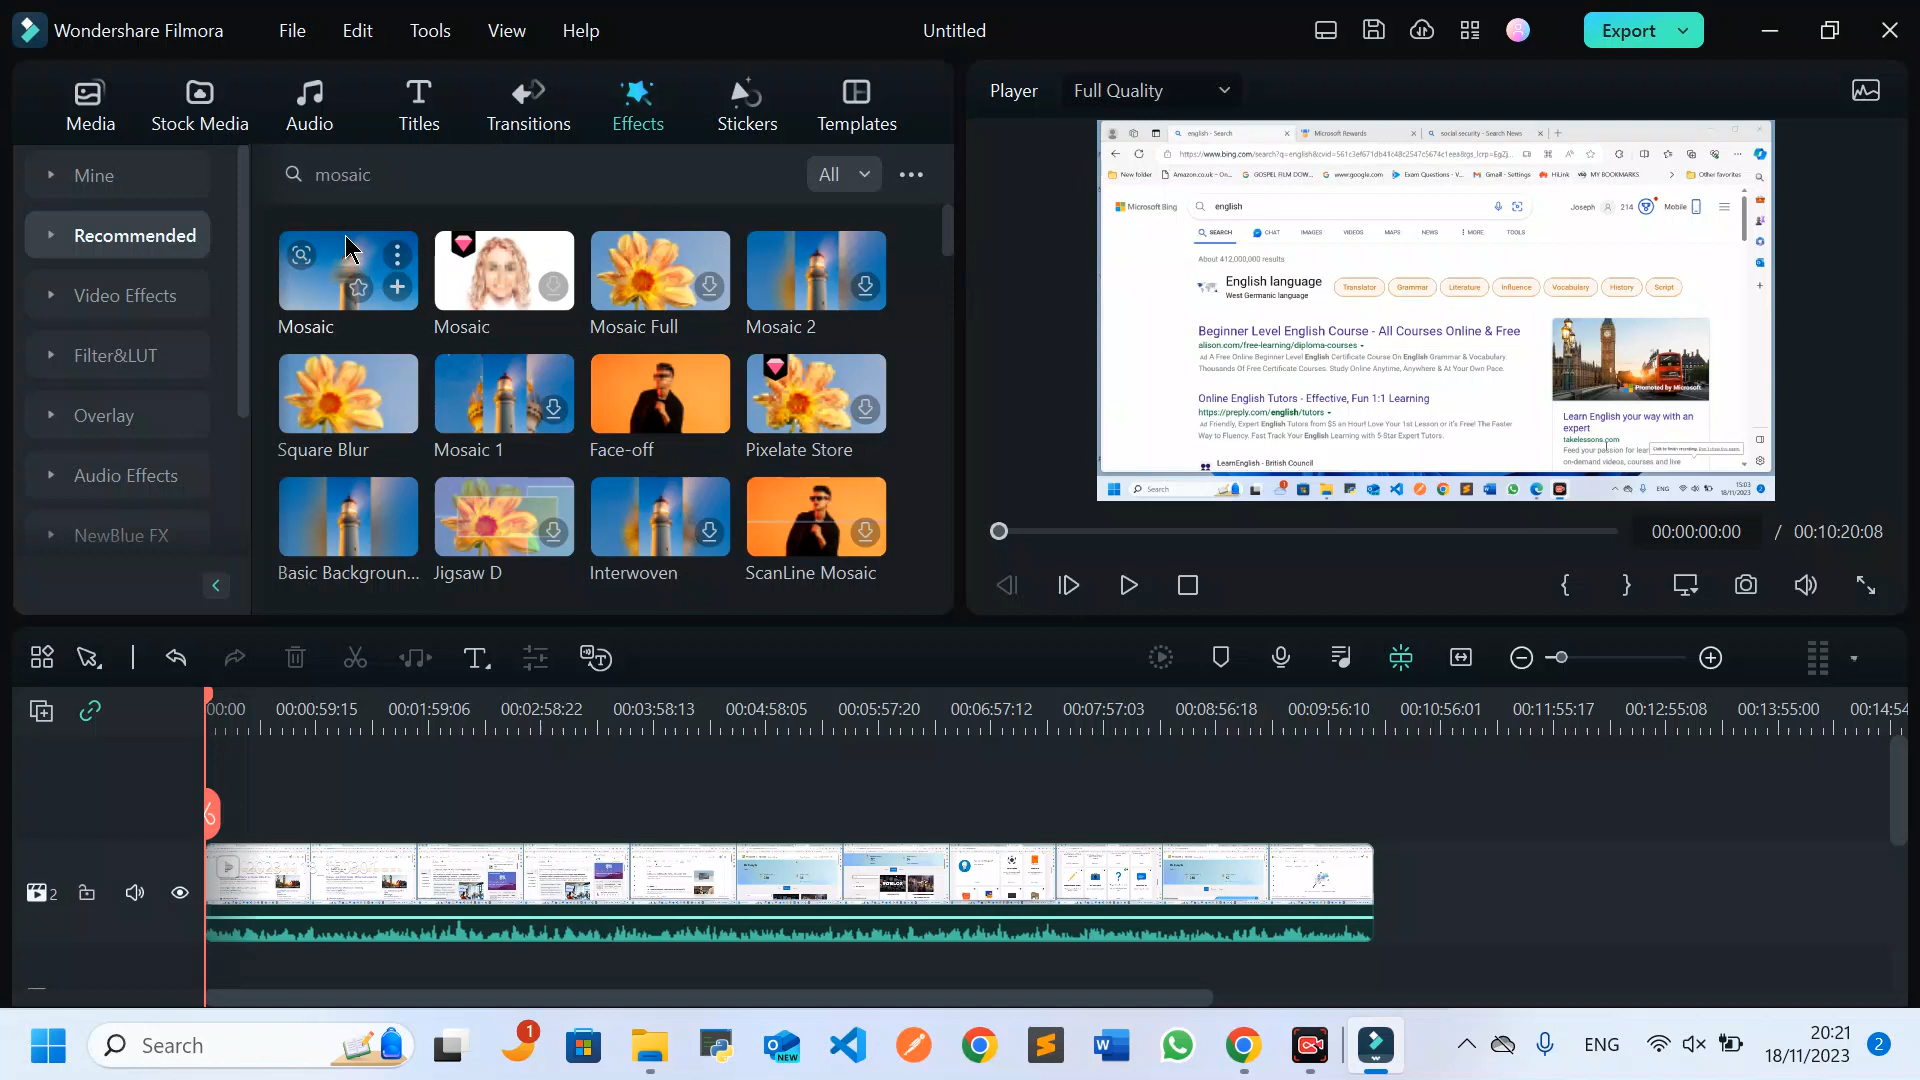 Wondershare Filmora
File
Edit
Tools
View
Help
Untitled
Export
Media
Stock Media
Audio
Titles
Transitions
Effects
Stickers
Templates
Player
Full Quality
Mine
Recommended
Video Effects
Filter&LUT
Overlay
Audio Effects
NewBlue FX
mosaic
All
Mosaic
Mosaic
Mosaic Full
Mosaic 2
Square Blur
Mosaic 1
Face-off
Pixelate Store
Basic Backgroun...
Jigsaw D
Interwoven
ScanLine Mosaic
english - Search
Microsoft Rewards
social security - Search News
New folder
Amazon.co.uk - On...
GOSPEL FILM DOW...
www.google.com
Exam Questions - V...
Gmail - Settings
HiLink
MY BOOKMARKS
Other favorites
Microsoft Bing
english
Joseph
214
Mobile
SEARCH
CHAT
IMAGES
VIDEOS
MAPS
NEWS
MORE
TOOLS
About 412,000,000 results
English language
West Germanic language
Translator
Grammar
Literature
Influence
Vocabulary
History
Script
Beginner Level English Course - All Courses Online & Free
alison.com/free-learning/diploma-courses
Ad A Free Online Beginner Level English Certificate Course On English Grammar & Vocabulary.
Thousands Of Free Certificate Courses. Study Online Anytime, Anywhere & At Your Own Pace.
Online English Tutors - Effective, Fun 1:1 Learning
https://preply.com/english/tutors
Ad Friendly, Expert English Tutors from $5 an Hour! Love Your 1st Lesson or it's Free! The Faster
Way to Fluency. Fast Track Your English Learning with 5-Star Expert Tutors.
LearnEnglish - British Council
Promoted by Microsoft
Learn English your way with an
expert
takelessons.com
Feed your passion for lear
on-demand videos, courses and live
Search
ENG
15:03
18/11/2023
00:00:00:00
/
00:10:20:08
00:00
00:00:59:15
00:01:59:06
00:02:58:22
00:03:58:13
00:04:58:05
00:05:57:20
00:06:57:12
00:07:57:03
00:08:56:18
00:09:56:10
00:10:56:01
00:11:55:17
00:12:55:08
00:13:55:00
00:14:54
2
Search
1
NEW
ENG
20:21
18/11/2023
2